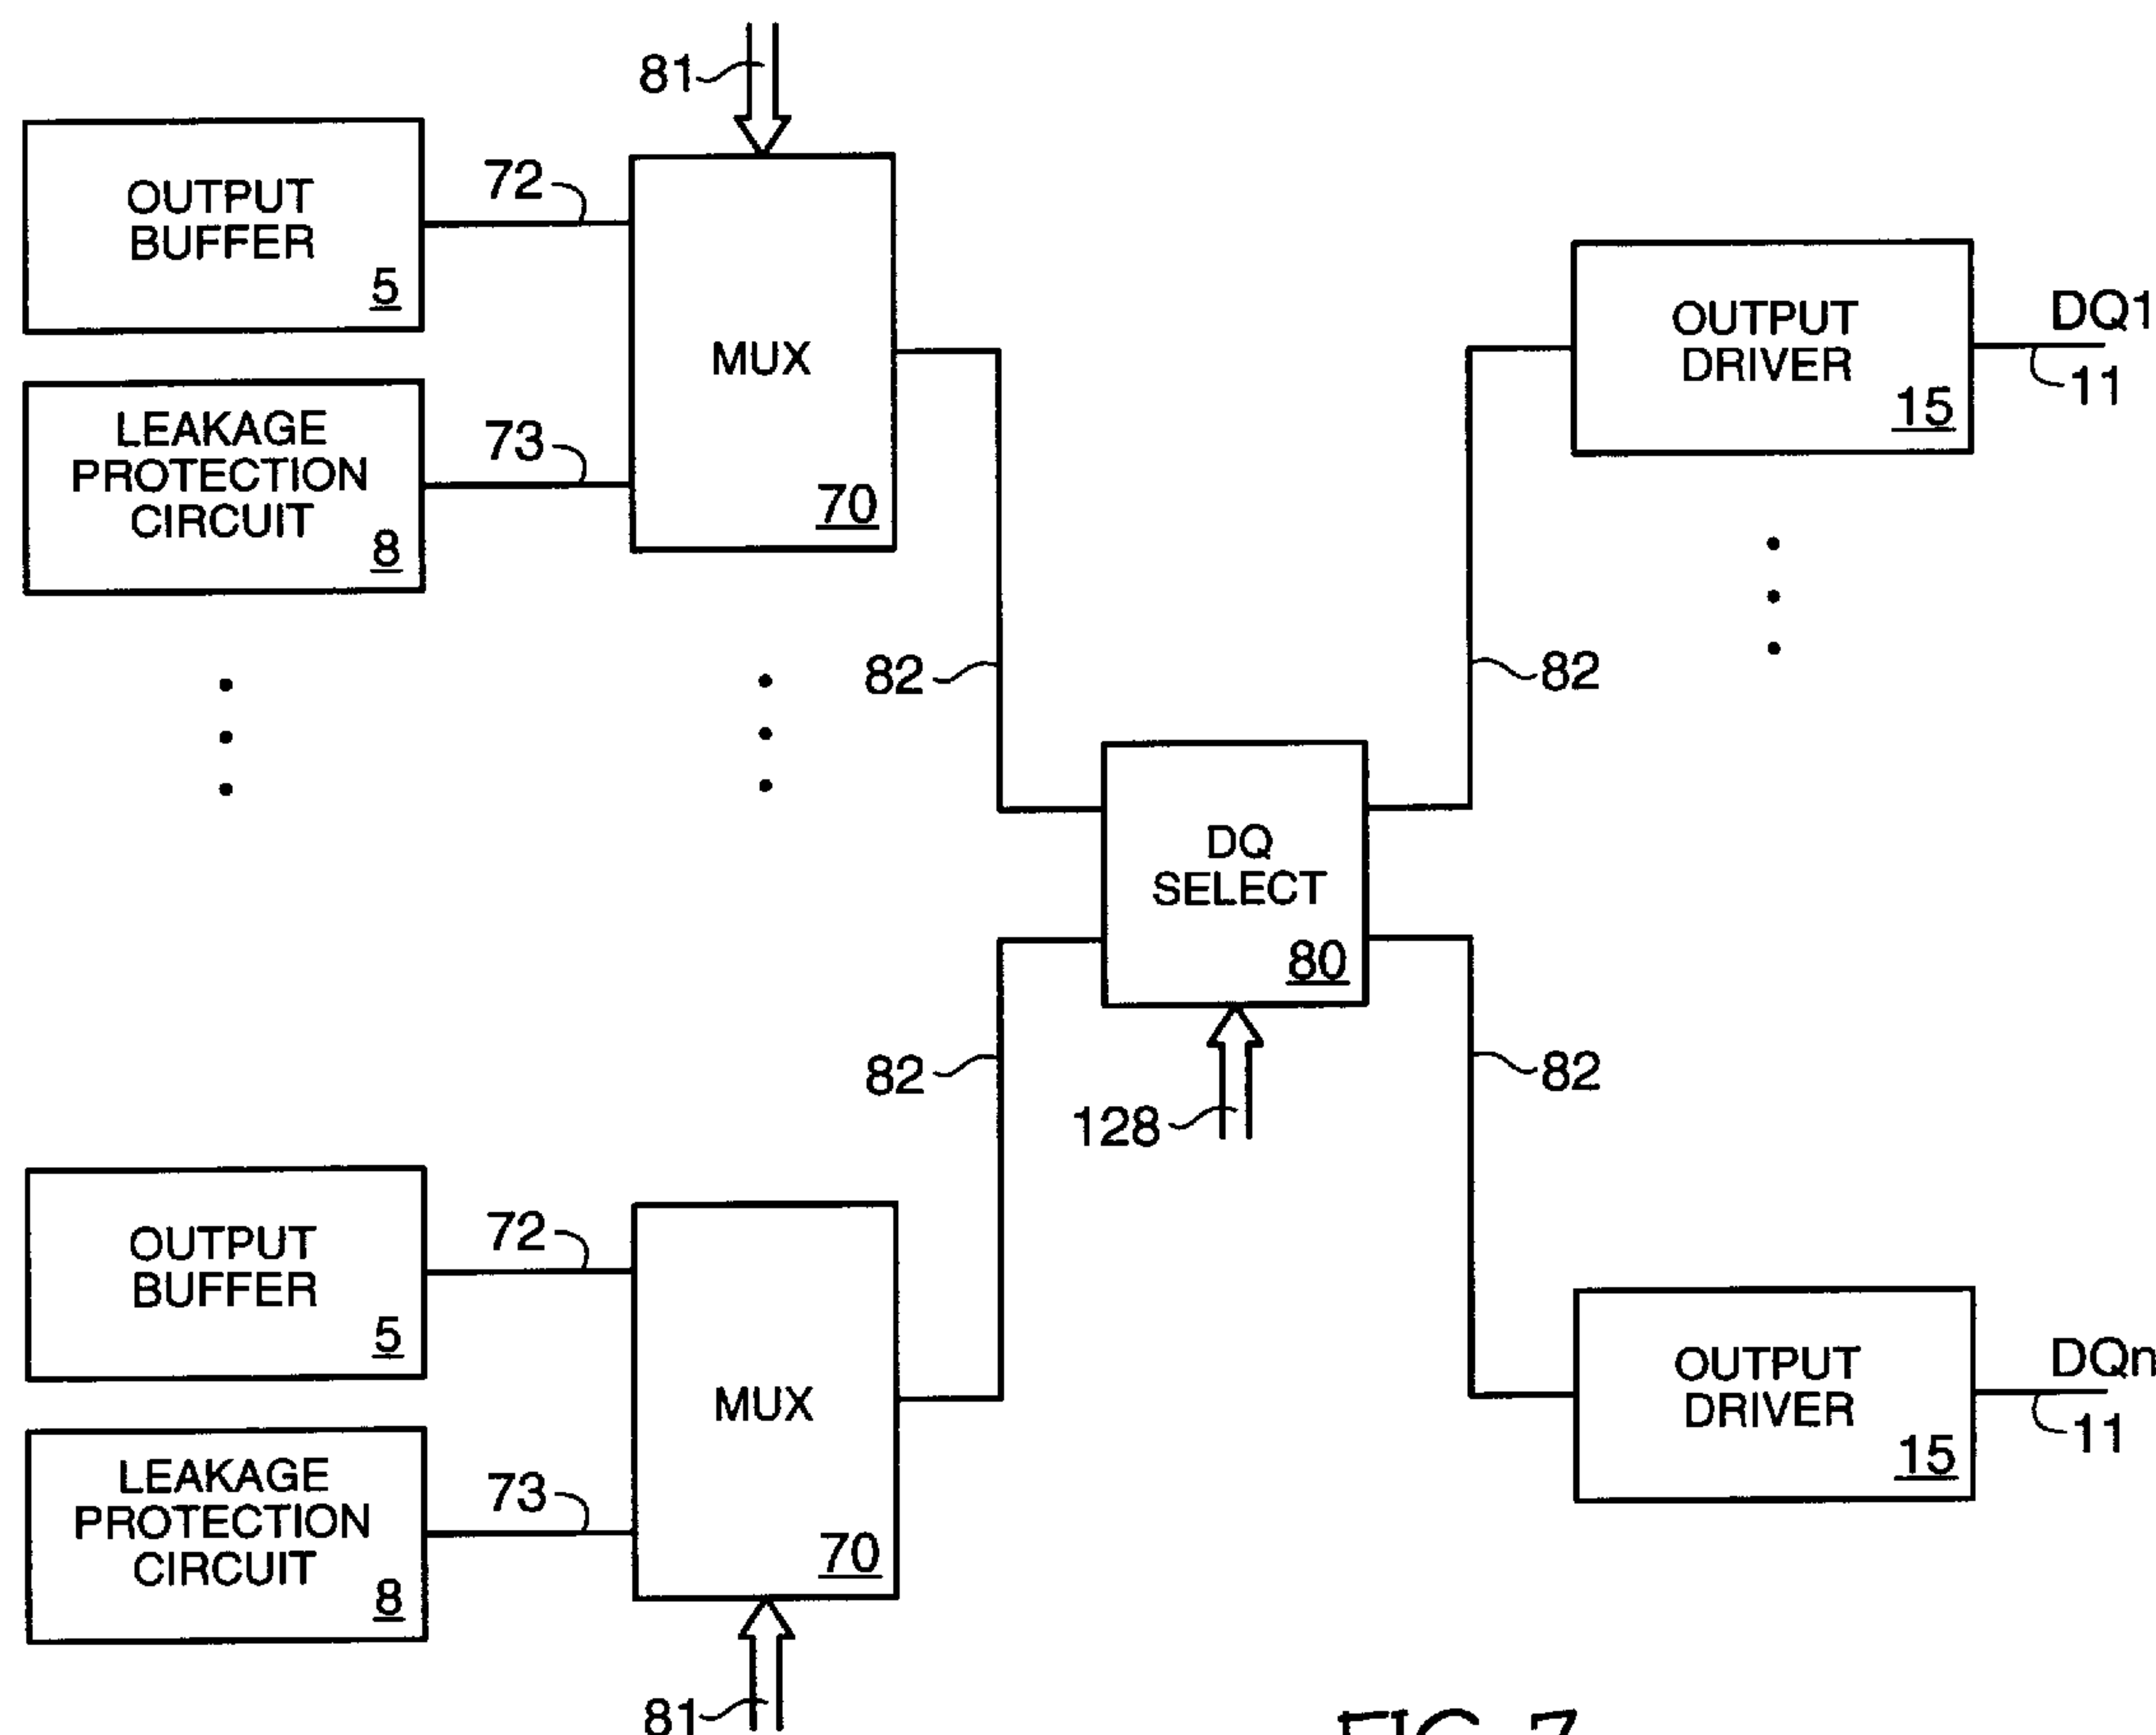 81
OUTPUT
BUFFER
5
72
MUX
70
LEAKAGE
PROTECTION
CIRCUIT
8
73
82
OUTPUT
DRIVER
15
DQ1
11
82
DQ
SELECT
80
128
82
82
OUTPUT
BUFFER
5
72
MUX
70
LEAKAGE
PROTECTION
CIRCUIT
8
73
81
OUTPUT
DRIVER
15
DQn
11
FIG. 7